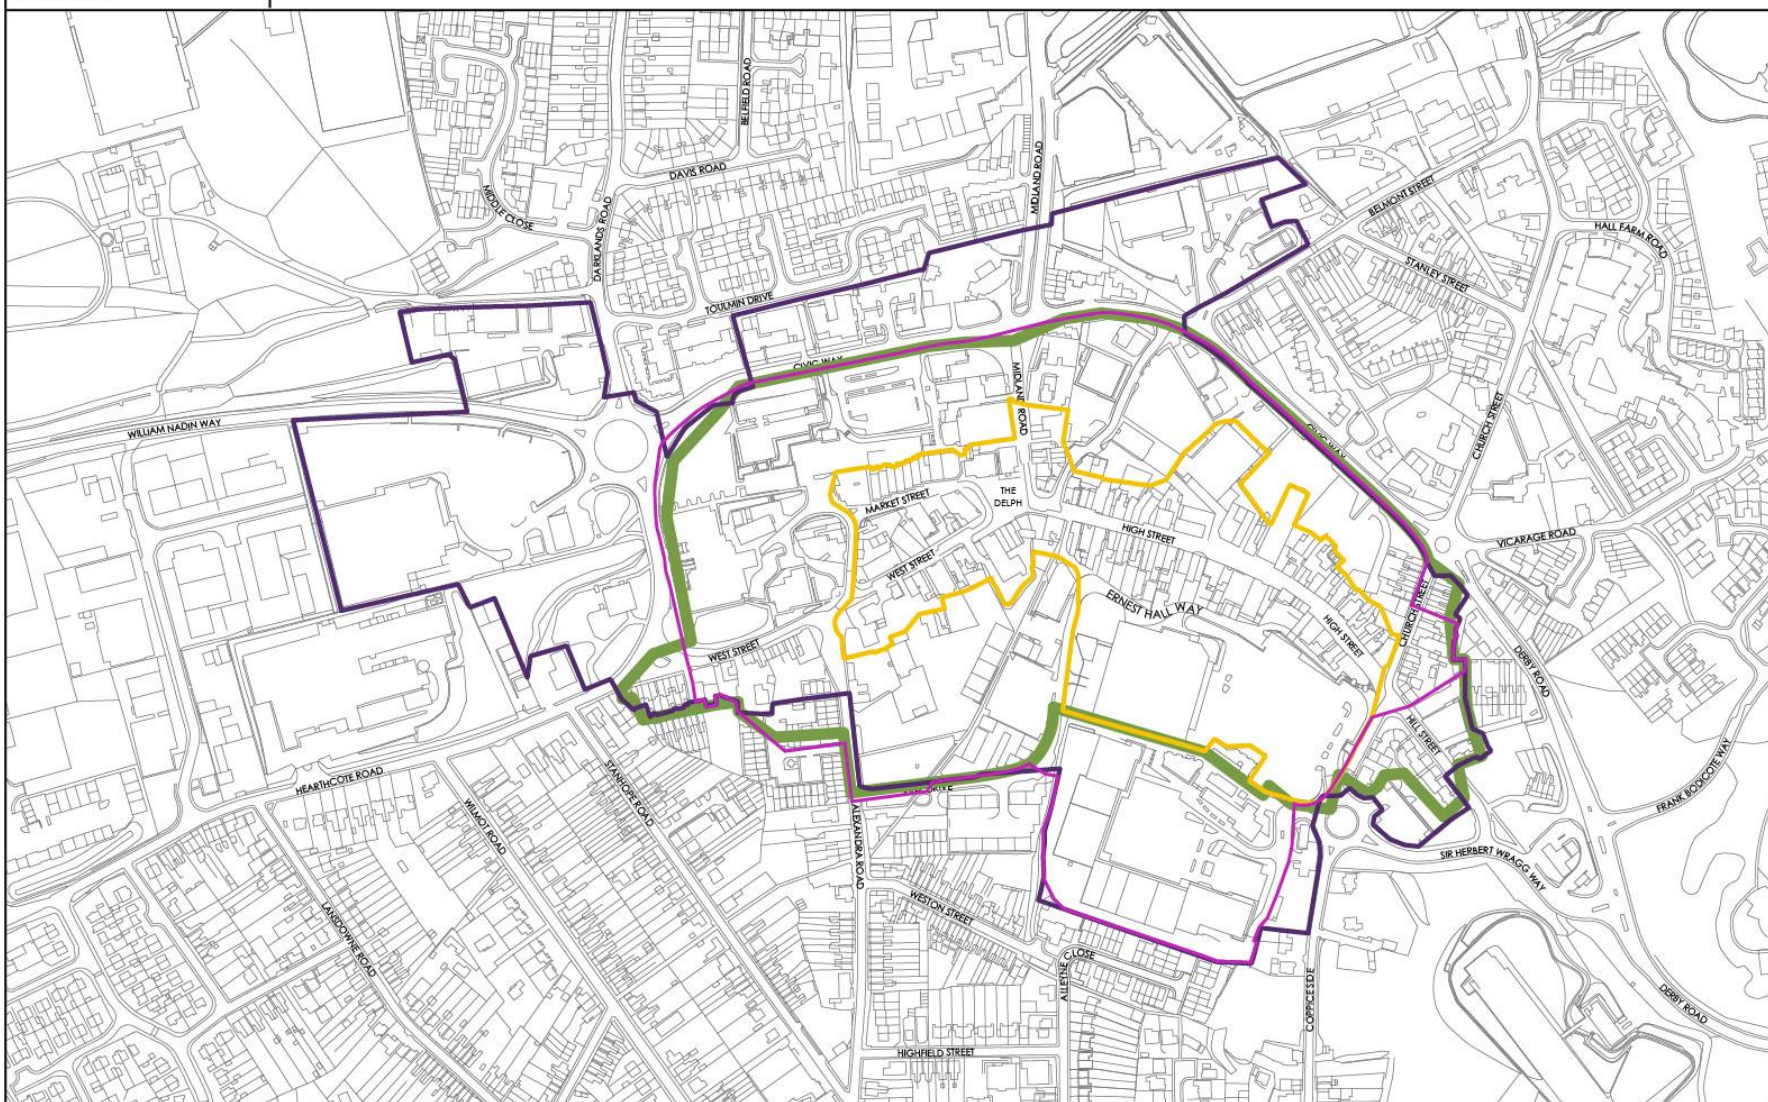 BELFIELD ROAD
DAVIS ROAD
MIDDLE CLOSE
DARKLANDS ROAD
MIDLAND ROAD
BELMONT STREET
HALL FARM ROAD
STANLEY STREET
TOULMIN DRIVE
CIVIC WAY
MIDLAND ROAD
WILLIAM NADIN WAY
CIVIC WAY
CHURCH STREET
MARKET STREET
THE
DELPH
HIGH STREET
VICARAGE ROAD
WEST STREET
ERNEST HALL WAY
CHURCH STREET
HIGH STREET
WEST STREET
DERBY ROAD
HILL STREET
HEARTHCOTE ROAD
STANHOPE ROAD
WILMOT ROAD
DRIVE
FRANK BODICOTE WAY
ALEXANDRA ROAD
SIR HERBERT WRAGG WAY
WESTON STREET
LANSDOWNE ROAD
ALLEYNE CLOSE
COPPICE SIDE
DERBY ROAD
HIGHFIELD STREET